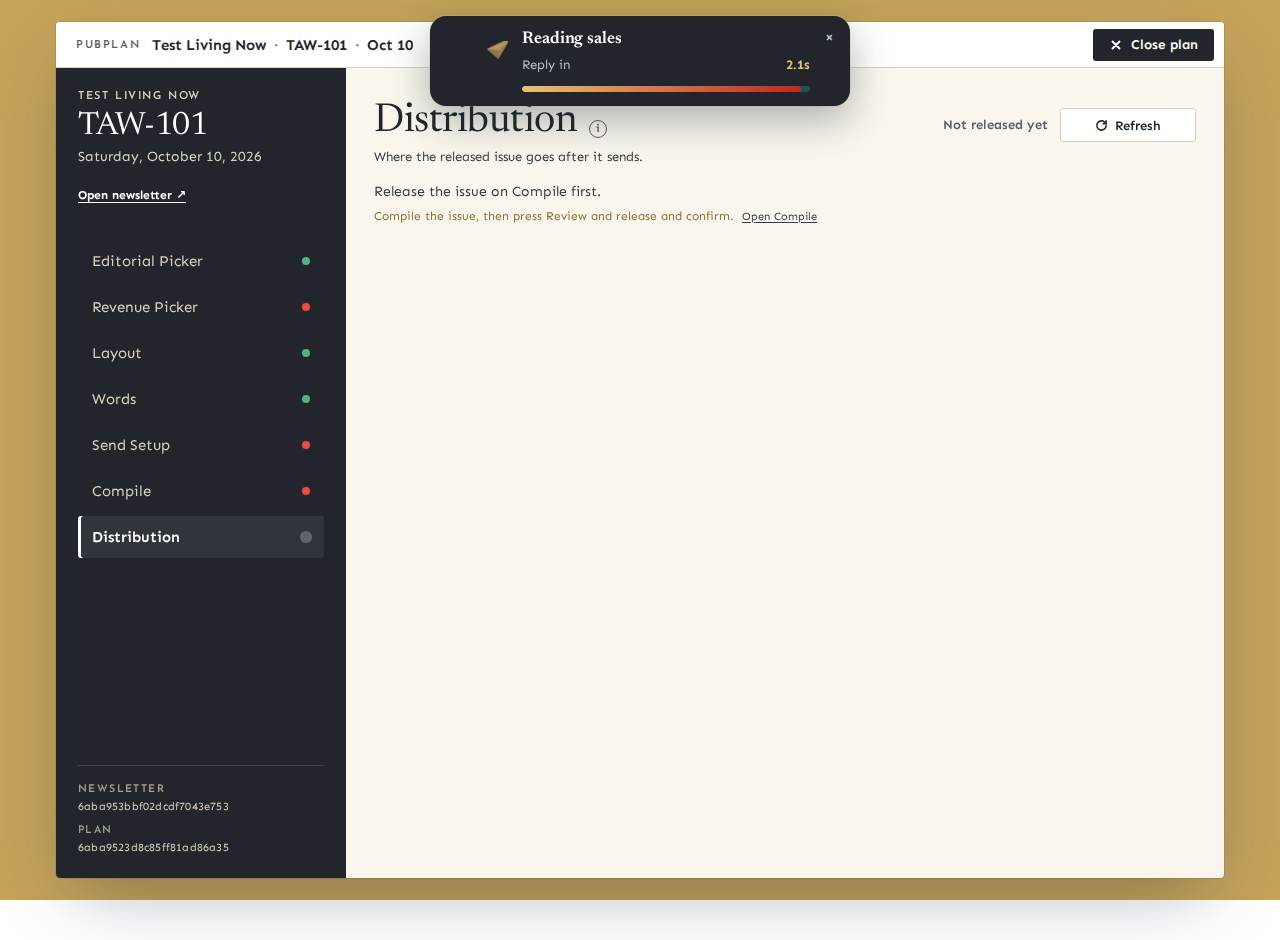 PUBPLAN Test Living Now · TAW-101 · Oct 10
Reading sales
×
Reply in 2.1s
Close plan
TEST LIVING NOW
TAW-101
Saturday, October 10, 2026
Open newsletter ↗
Editorial Picker
Revenue Picker
Layout
Words
Send Setup
Compile
Distribution
NEWSLETTER
6aba953bbf02dcdf7043e753
PLAN
6aba9523d8c85ff81ad86a35
Distribution i
Not released yet
Refresh
Where the released issue goes after it sends.
Release the issue on Compile first.
Compile the issue, then press Review and release and confirm. Open Compile